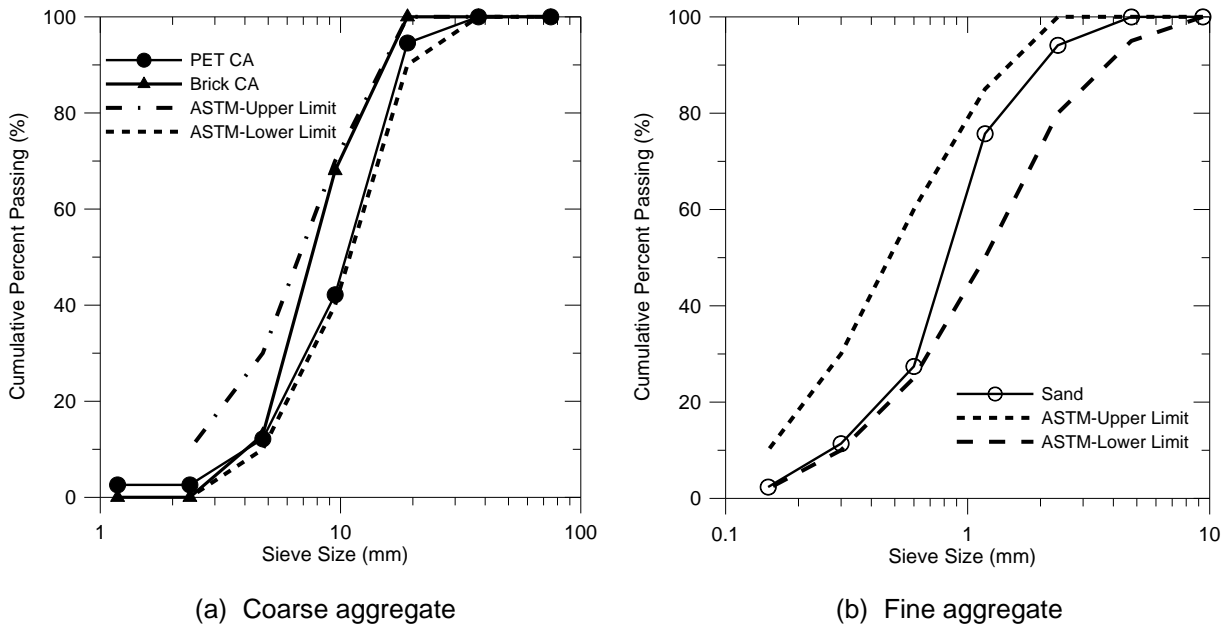 100
80
60
40
20
0
Cumulative Percent Passing (%)
PET CA
Brick CA
ASTM-Upper Limit
ASTM-Lower Limit
1
10
100
Sieve Size (mm)
(a) Coarse aggregate
100
80
60
40
20
0
Cumulative Percent Passing (%)
Sand
ASTM-Upper Limit
ASTM-Lower Limit
0.1
1
10
Sieve Size (mm)
(b) Fine aggregate